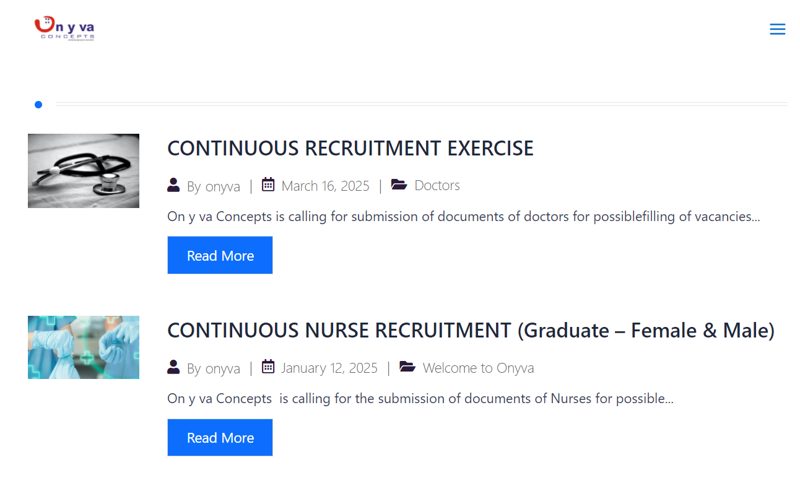 On y va
CONCEPTS
CONTINUOUS RECRUITMENT EXERCISE
By onyva | March 16, 2025 | Doctors
On y va Concepts is calling for submission of documents of doctors for possiblefilling of vacancies...
Read More
CONTINUOUS NURSE RECRUITMENT (Graduate – Female & Male)
By onyva | January 12, 2025 | Welcome to Onyva
On y va Concepts  is calling for the submission of documents of Nurses for possible...
Read More